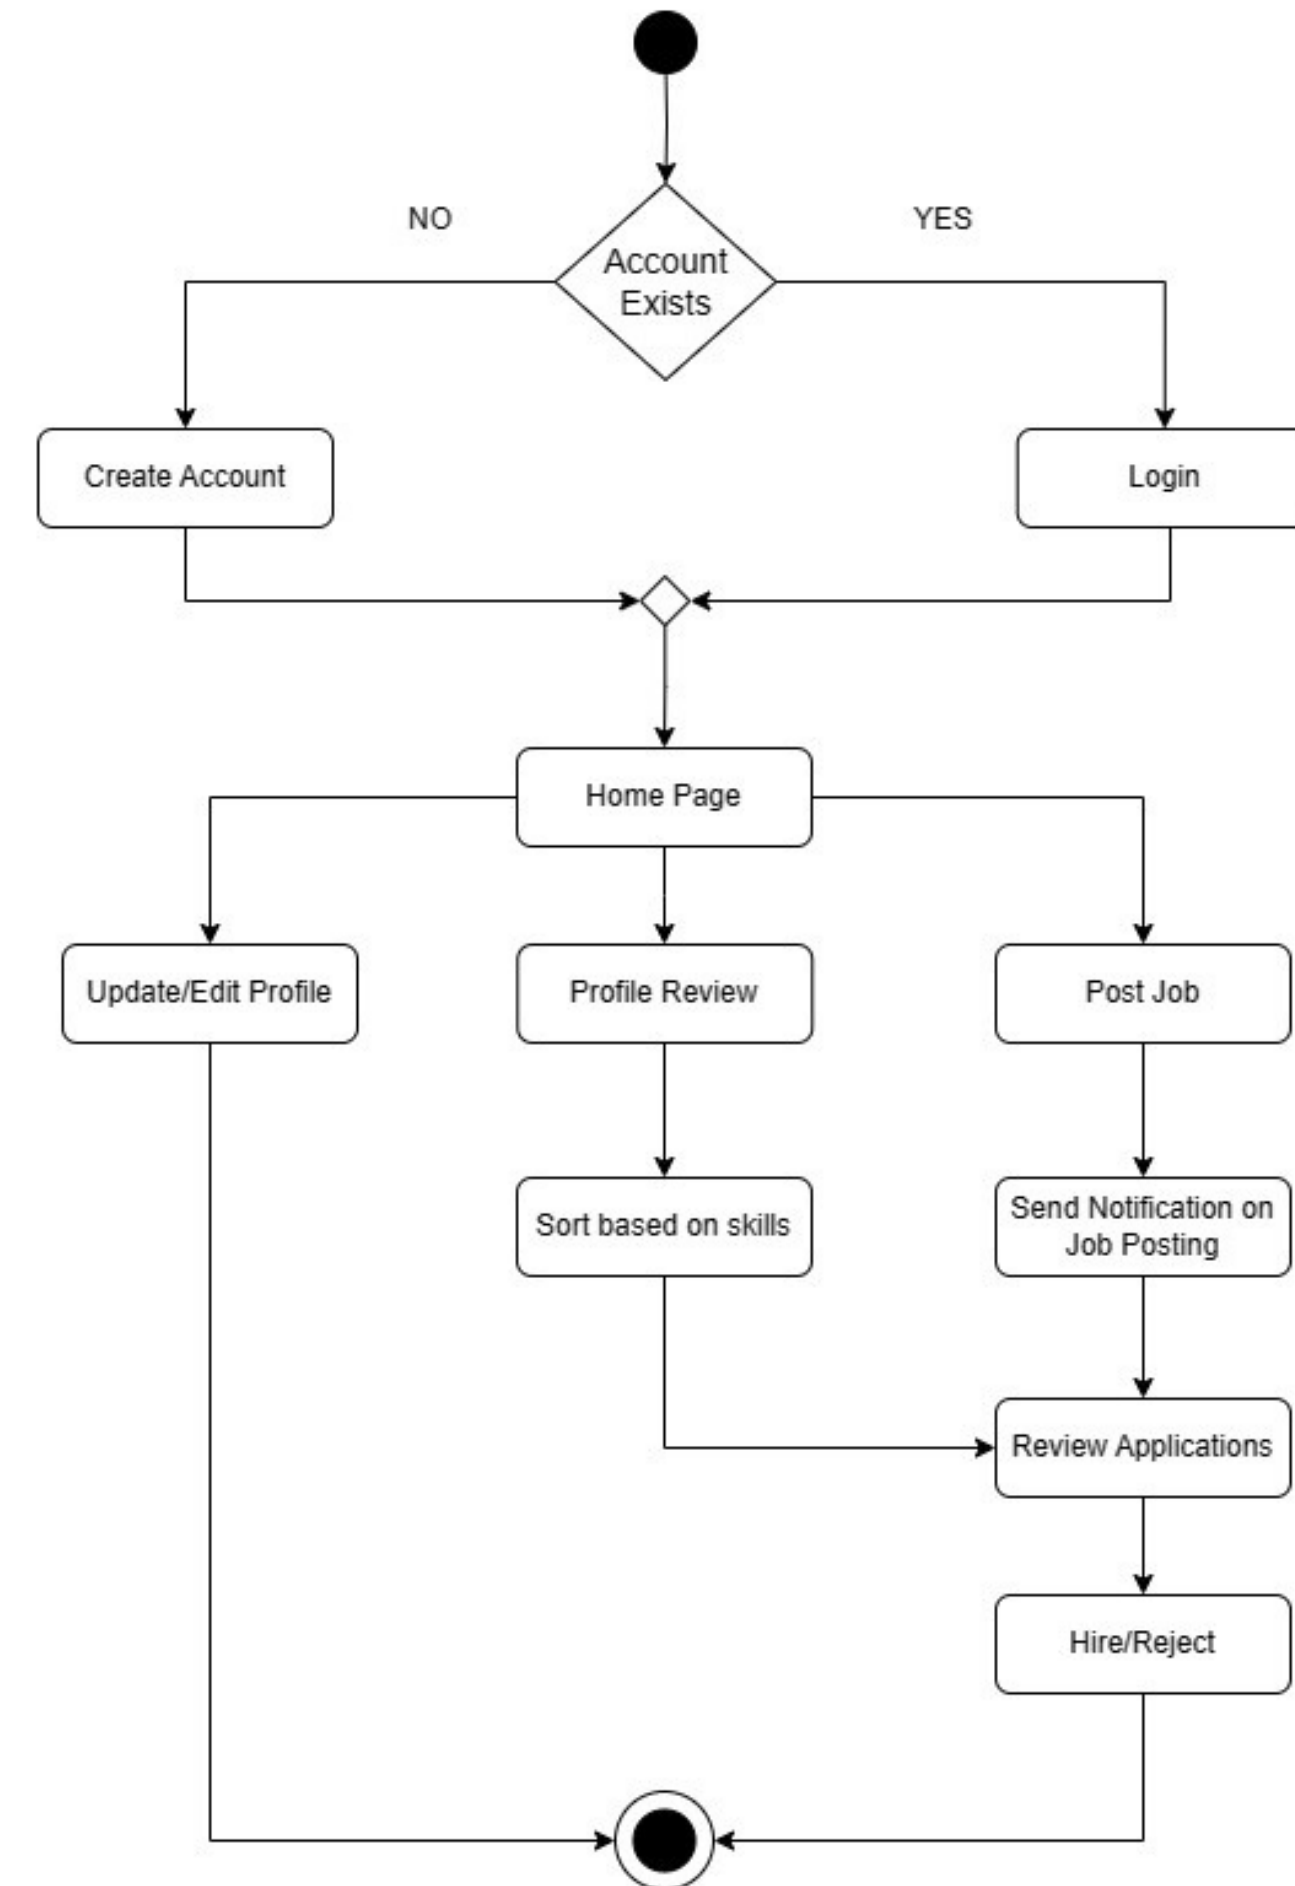 NO
YES
Account
Exists
Create Account
Login
Home Page
Update/Edit Profile
Profile Review
Post Job
Sort based on skills
Send Notification on
Job Posting
Review Applications
Hire/Reject